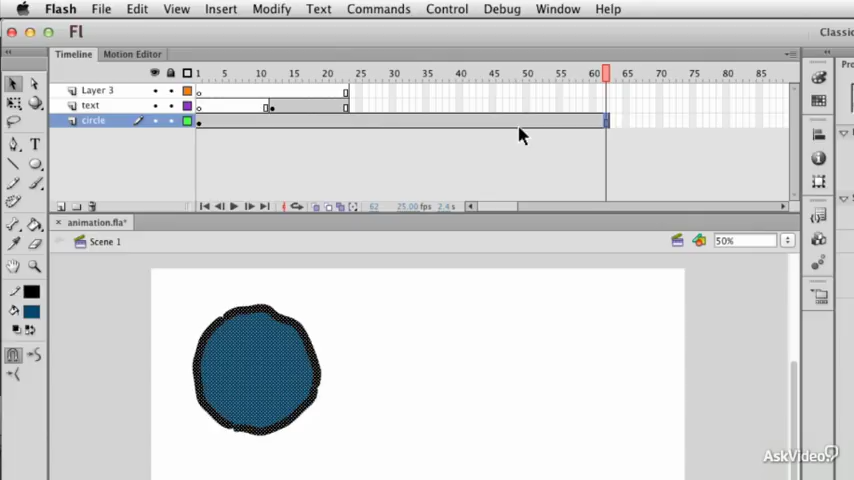 Flash File Edit View Insert Modify Text Commands Control Debug Window Help
Fl Classic
Timeline Motion Editor
1 5 10 15 20 25 30 35 40 45 50 55 60 65 70 75 80 85
Pro
Layer 3
text
circle
62 25.00 fps 2.4 s
× animation.fla*
Scene 1
50%
T
AskVideo